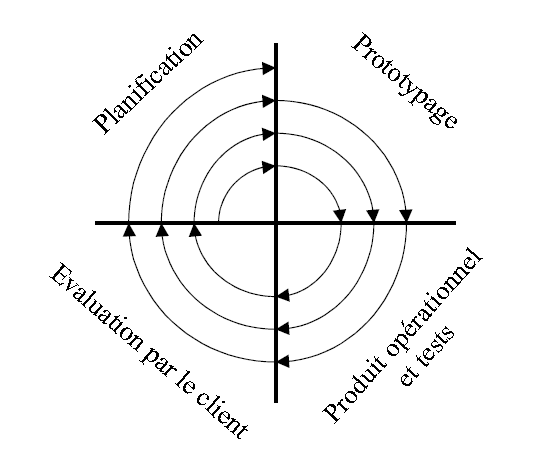 Planification
Prototypage
Evaluation par le client
Produit opérationnel
et tests